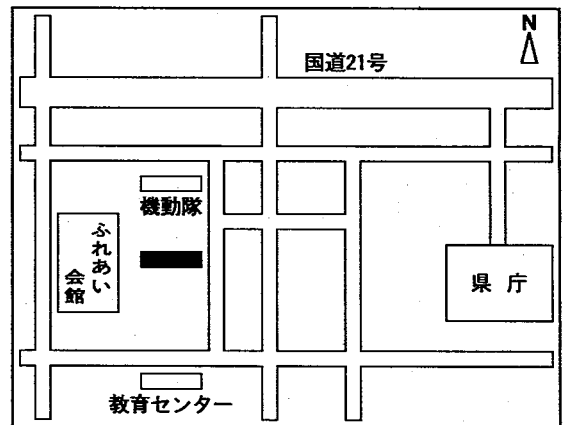 N
国道21号
機動隊
ふれあい
会館
県庁
教育センター